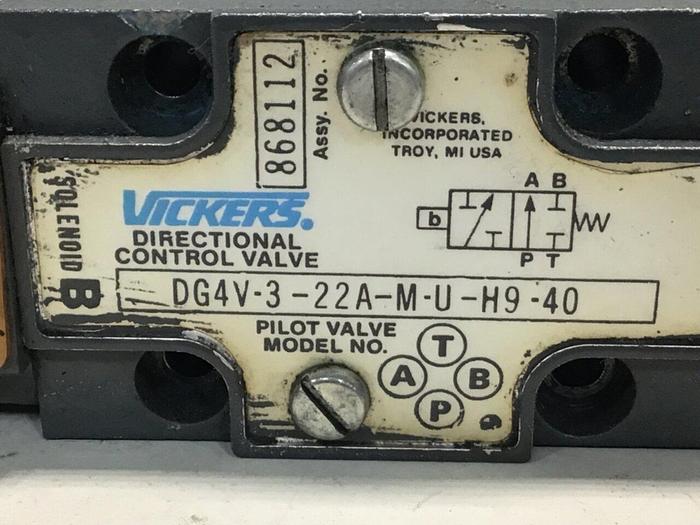 868112
Assy. No.
VICKERS,
INCORPORATED
TROY, MI USA
SOLENOID B
VICKERS.
DIRECTIONAL
CONTROL VALVE
A B
b
P T
DG4V-3-22A-M-U-H9-40
PILOT VALVE
MODEL NO.
T
A B
P